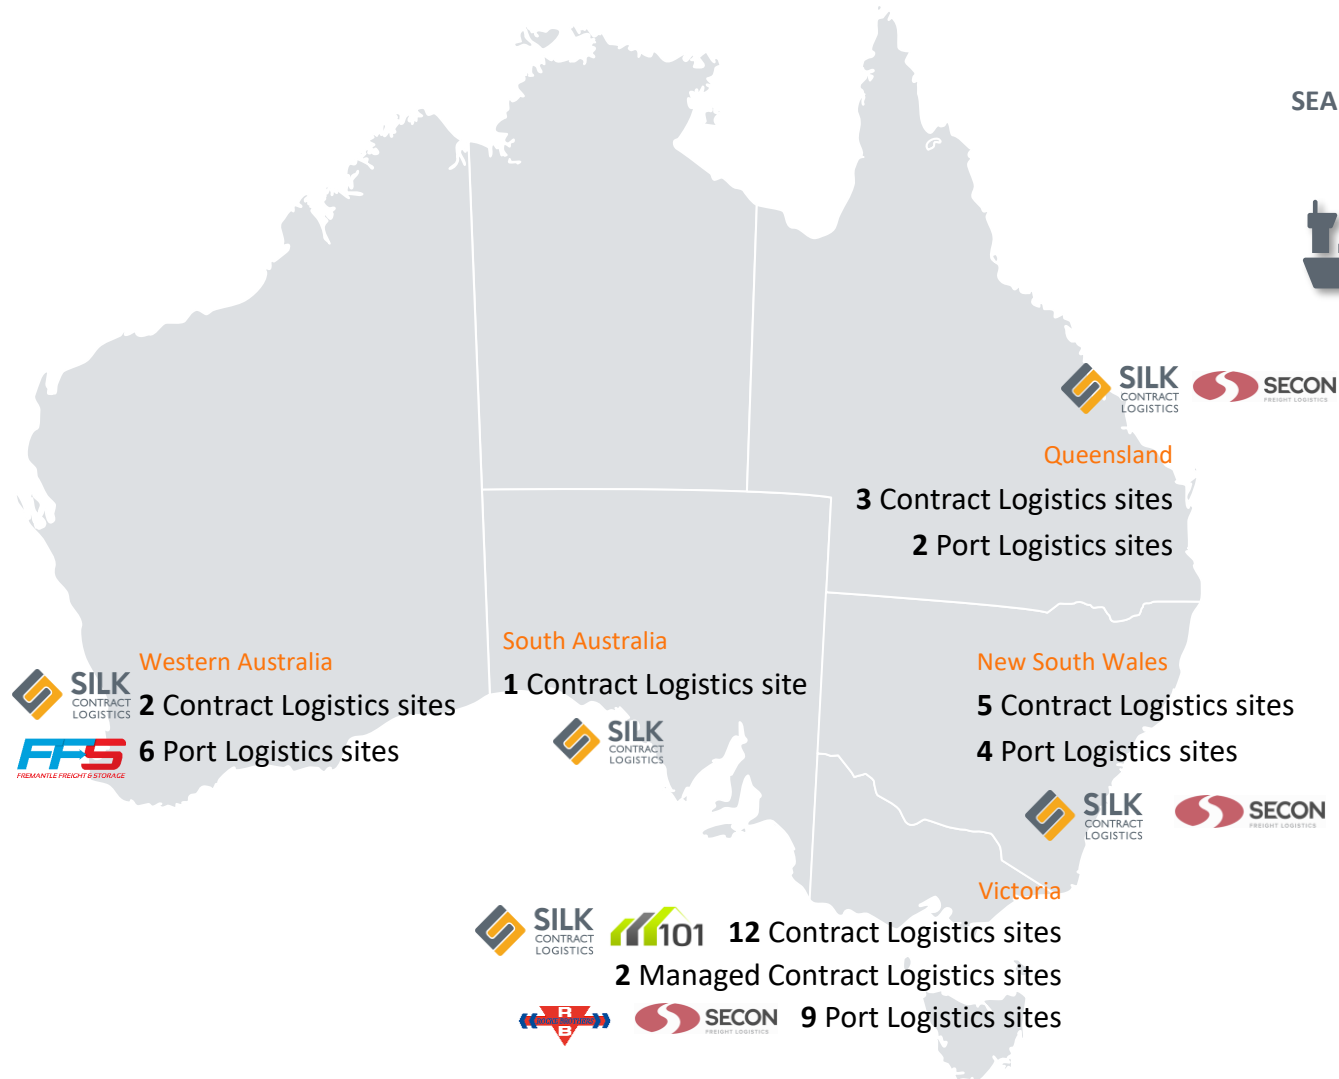 SEA
SILK
CONTRACT
LOGISTICS
SECON
FREIGHT LOGISTICS
Queensland
3 Contract Logistics sites
2 Port Logistics sites
Western Australia
SILK
CONTRACT
LOGISTICS
2 Contract Logistics sites
FFS
FREMANTLE FREIGHT & STORAGE
6 Port Logistics sites
South Australia
1 Contract Logistics site
SILK
CONTRACT
LOGISTICS
New South Wales
5 Contract Logistics sites
4 Port Logistics sites
SILK
CONTRACT
LOGISTICS
SECON
FREIGHT LOGISTICS
Victoria
SILK
CONTRACT
LOGISTICS
101
12 Contract Logistics sites
2 Managed Contract Logistics sites
R
ROCKE BROTHERS
B
SECON
FREIGHT LOGISTICS
9 Port Logistics sites